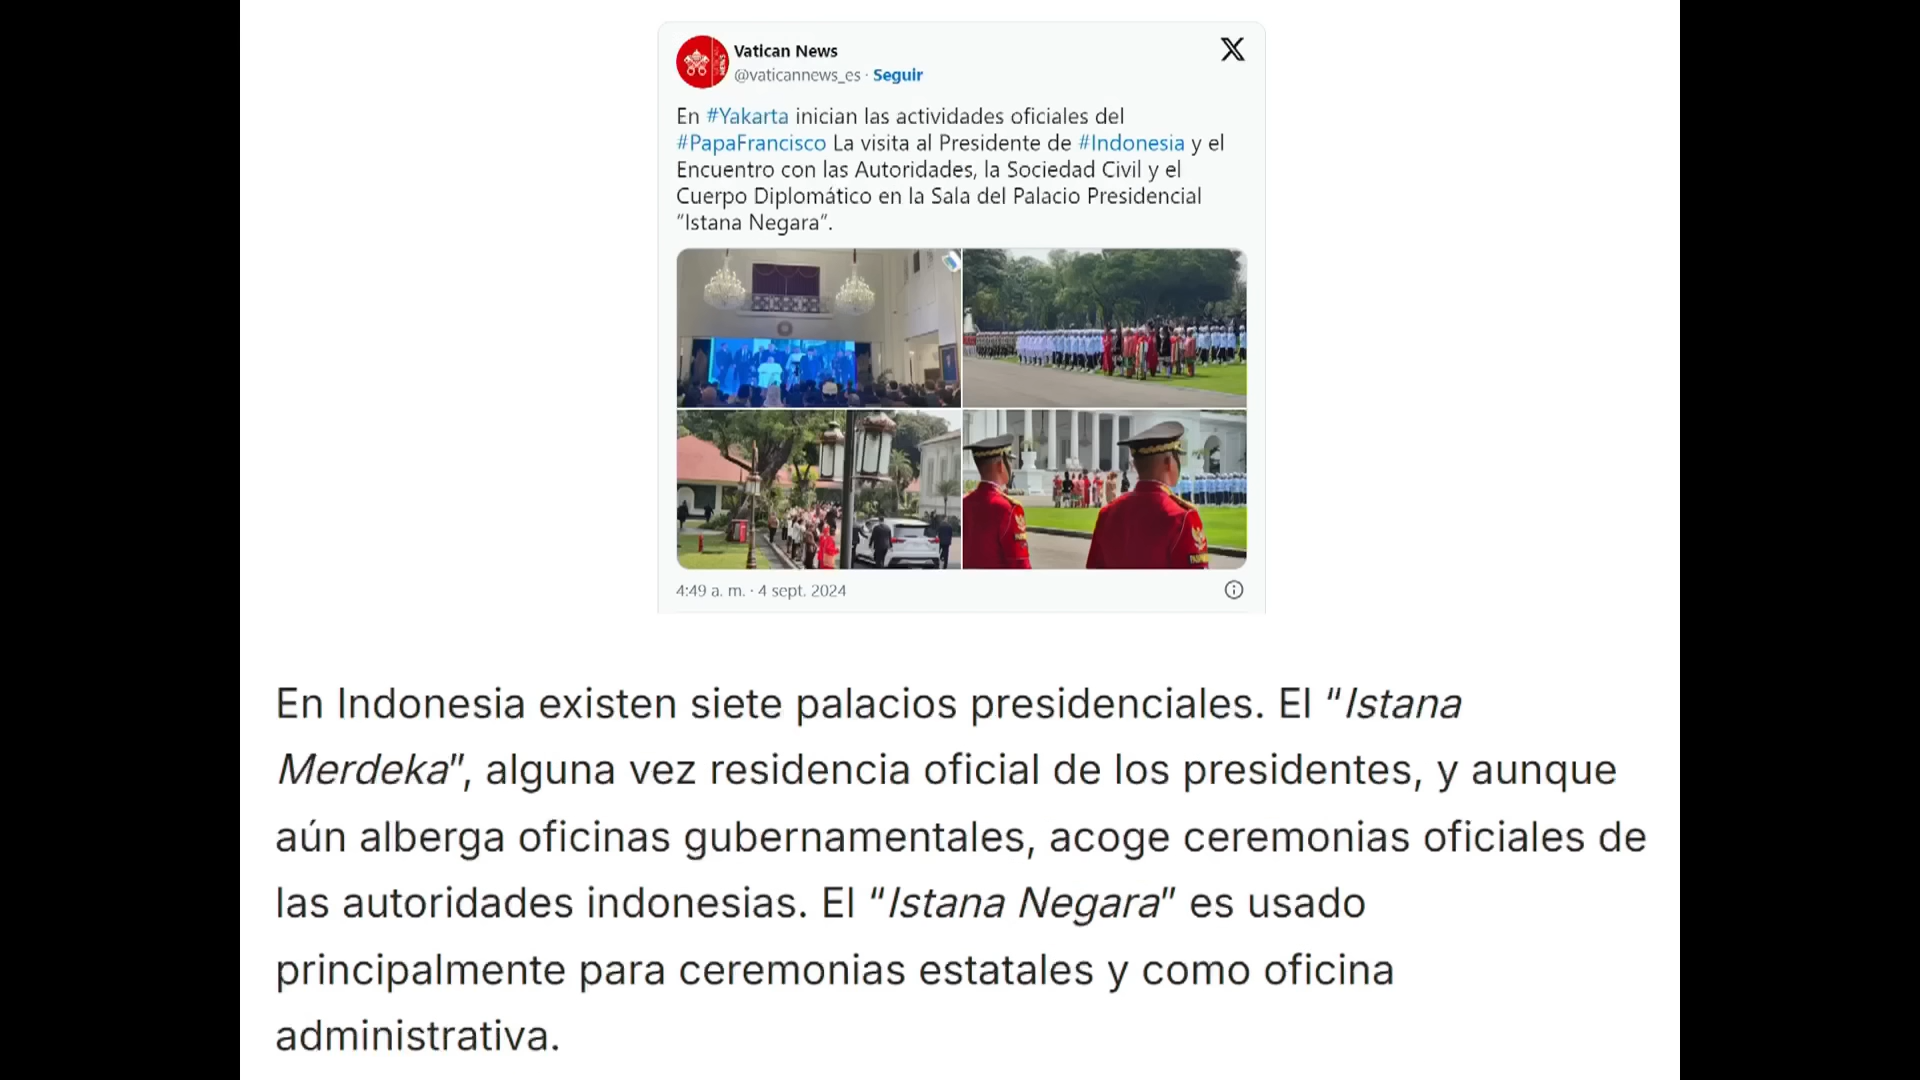 Vatican News
@vaticannews_es · Seguir
En #Yakarta inician las actividades oficiales del
#PapaFrancisco La visita al Presidente de #Indonesia y el
Encuentro con las Autoridades, la Sociedad Civil y el
Cuerpo Diplomático en la Sala del Palacio Presidencial
“Istana Negara”.
4:49 a. m. · 4 sept. 2024
En Indonesia existen siete palacios presidenciales. El “Istana
Merdeka”, alguna vez residencia oficial de los presidentes, y aunque
aún alberga oficinas gubernamentales, acoge ceremonias oficiales de
las autoridades indonesias. El “Istana Negara” es usado
principalmente para ceremonias estatales y como oficina
administrativa.